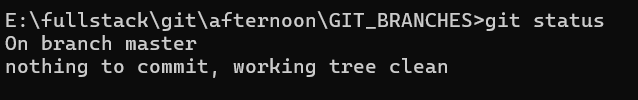 E:\fullstack\git\afternoon\GIT_BRANCHES>git status
On branch master
nothing to commit, working tree clean